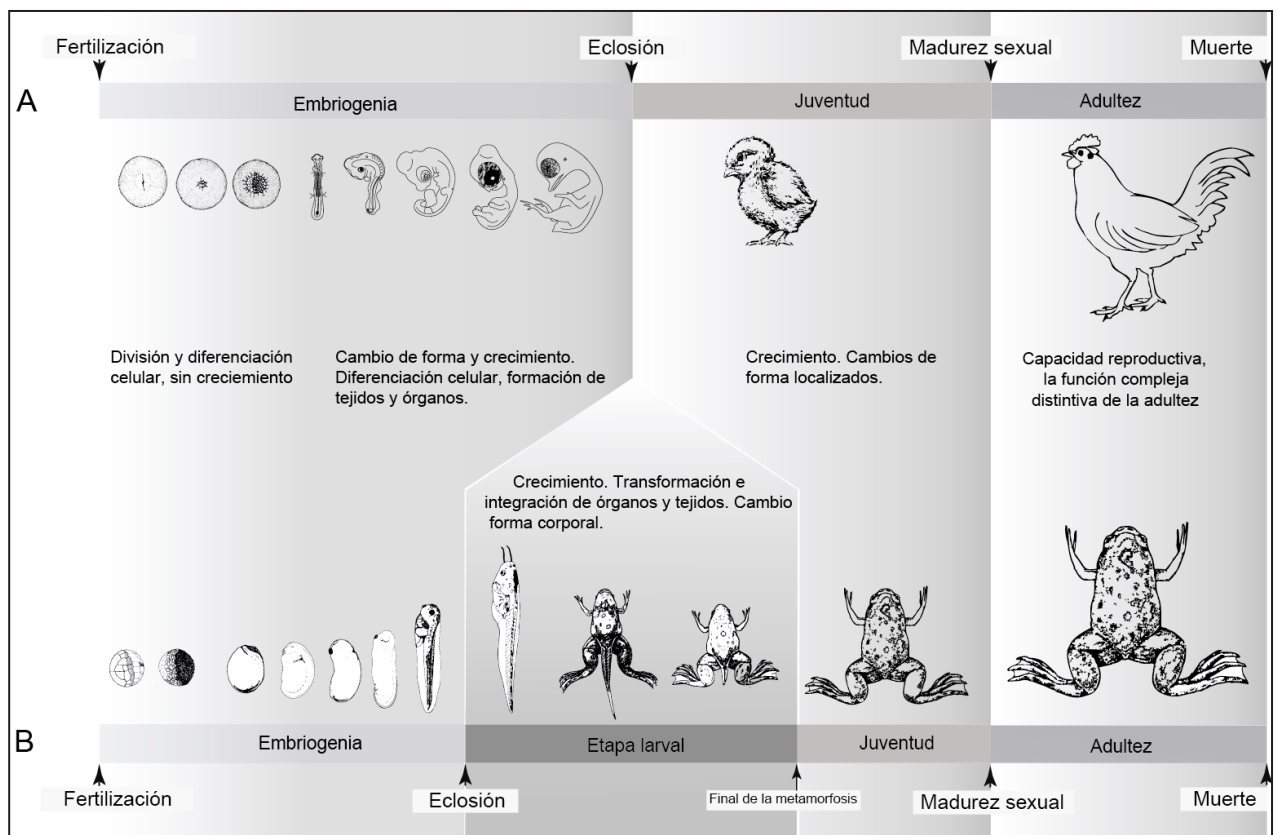 Fertilización
Eclosión
Madurez sexual
Muerte
A
Embriogenia
Juventud
Adultez
División y diferenciación
celular, sin creciemiento
Cambio de forma y crecimiento.
Diferenciación celular, formación de
tejidos y órganos.
Crecimiento. Cambios de
forma localizados.
Capacidad reproductiva,
la función compleja
distintiva de la adultez
Crecimiento. Transformación e
integración de órganos y tejidos. Cambio
forma corporal.
B
Embriogenia
Etapa larval
Juventud
Adultez
Fertilización
Eclosión
Final de la metamorfosis
Madurez sexual
Muerte